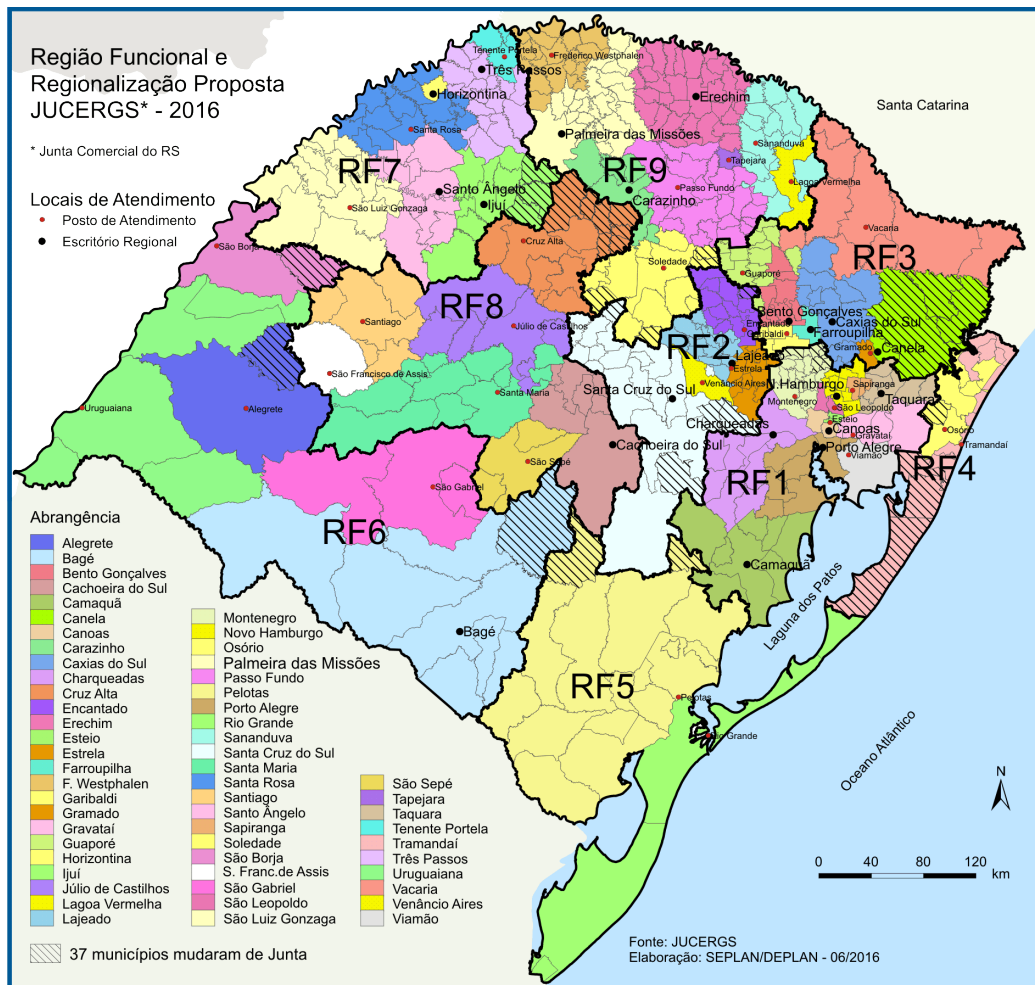 Região Funcional e
Regionalização Proposta
JUCERGS* - 2016
* Junta Comercial do RS
Locais de Atendimento
Posto de Atendimento
Escritório Regional
Santa Catarina
Tenente Portela
Três Passos
Frederico Westphalen
Horizontina
Erechim
Santa Rosa
Palmeira das Missões
Sananduva
Tapejara
RF7
RF9
Lagoa Vermelha
Santo Ângelo
Passo Fundo
Carazinho
São Luiz Gonzaga
Ijuí
Vacaria
São Borja
Cruz Alta
RF3
Soledade
Guaporé
RF8
Santiago
Júlio de Castilhos
Bento Gonçalves
Encantado
Caxias do Sul
Garibaldi
Farroupilha
RF2
Gramado
Lajeado
Canela
Estrela
São Francisco de Assis
Venâncio Aires
N.Hamburgo
Sapiranga
Santa Maria
Santa Cruz do Sul
Montenegro
Taquara
Uruguaiana
Alegrete
São Leopoldo
Esteio
Charqueadas
Canoas
Gravataí
Osório
Cachoeira do Sul
Porto Alegre
Tramandaí
Viamão
São Sepé
RF4
São Gabriel
RF1
RF6
Camaquã
Laguna dos Patos
Bagé
RF5
Pelotas
Rio Grande
Oceano Atlântico
Abrangência
Alegrete
Bagé
Bento Gonçalves
Cachoeira do Sul
Camaquã
Canela
Canoas
Carazinho
Caxias do Sul
Charqueadas
Cruz Alta
Encantado
Erechim
Esteio
Estrela
Farroupilha
F. Westphalen
Garibaldi
Gramado
Gravataí
Guaporé
Horizontina
Ijuí
Júlio de Castilhos
Lagoa Vermelha
Lajeado
Montenegro
Novo Hamburgo
Osório
Palmeira das Missões
Passo Fundo
Pelotas
Porto Alegre
Rio Grande
Sananduva
Santa Cruz do Sul
Santa Maria
Santa Rosa
Santiago
Santo Ângelo
Sapiranga
Soledade
São Borja
S. Franc.de Assis
São Gabriel
São Leopoldo
São Luiz Gonzaga
São Sepé
Tapejara
Taquara
Tenente Portela
Tramandaí
Três Passos
Uruguaiana
Vacaria
Venâncio Aires
Viamão
37 municípios mudaram de Junta
N
0 40 80 120
km
Fonte: JUCERGS
Elaboração: SEPLAN/DEPLAN - 06/2016